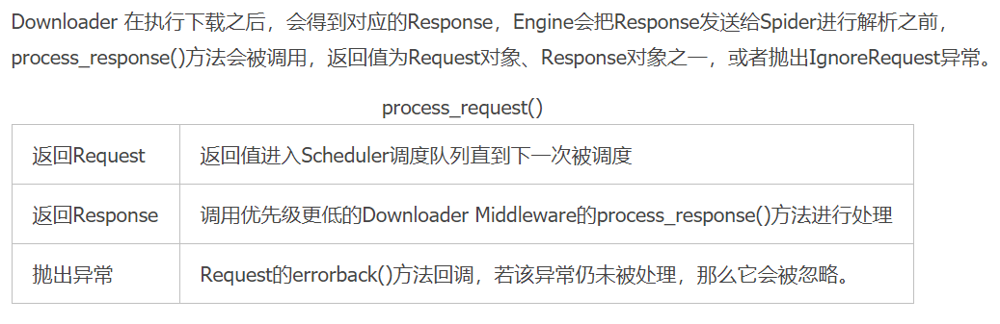 Downloader 在执行下载之后，会得到对应的Response，Engine会把Response发送给Spider进行解析之前，
process_response()方法会被调用，返回值为Request对象、Response对象之一，或者抛出IgnoreRequest异常。
process_request()
返回Request 返回值进入Scheduler调度队列直到下一次被调度
返回Response 调用优先级更低的Downloader Middleware的process_response()方法进行处理
抛出异常 Request的errorback()方法回调，若该异常仍未被处理，那么它会被忽略。